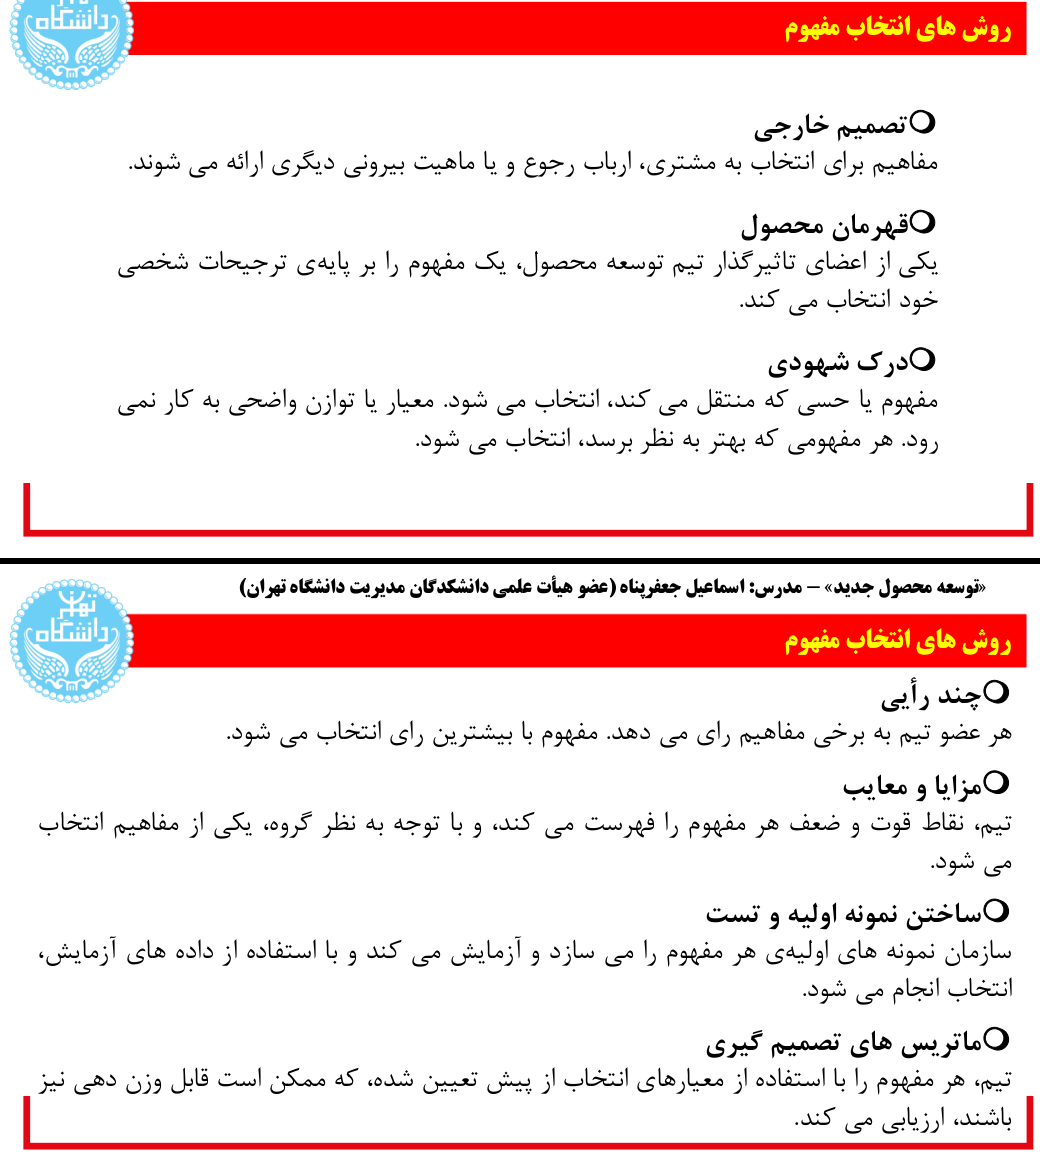 دانشگاه
روش های انتخاب مفهوم
تصمیم خارجی
مفاهیم برای انتخاب به مشتری، ارباب رجوع و یا ماهیت بیرونی دیگری ارائه می شوند.
قهرمان محصول
یکی از اعضای تاثیرگذار تیم توسعه محصول، یک مفهوم را بر پایه‌ی ترجیحات شخصی
خود انتخاب می کند.
درک شهودی
مفهوم یا حسی که منتقل می کند، انتخاب می شود. معیار یا توازن واضحی به کار نمی
رود. هر مفهومی که بهتر به نظر برسد، انتخاب می شود.
«توسعه محصول جدید» – مدرس: اسماعیل جعفرپناه (عضو هیأت علمی دانشکدگان مدیریت دانشگاه تهران)
دانشگاه تهران
روش های انتخاب مفهوم
چند رأیی
هر عضو تیم به برخی مفاهیم رای می دهد. مفهوم با بیشترین رای انتخاب می شود.
مزایا و معایب
تیم، نقاط قوت و ضعف هر مفهوم را فهرست می کند، و با توجه به نظر گروه، یکی از مفاهیم انتخاب
می شود.
ساختن نمونه اولیه و تست
سازمان نمونه های اولیه‌ی هر مفهوم را می سازد و آزمایش می کند و با استفاده از داده های آزمایش،
انتخاب انجام می شود.
ماتریس های تصمیم گیری
تیم، هر مفهوم را با استفاده از معیارهای انتخاب از پیش تعیین شده، که ممکن است قابل وزن دهی نیز
باشند، ارزیابی می کند.